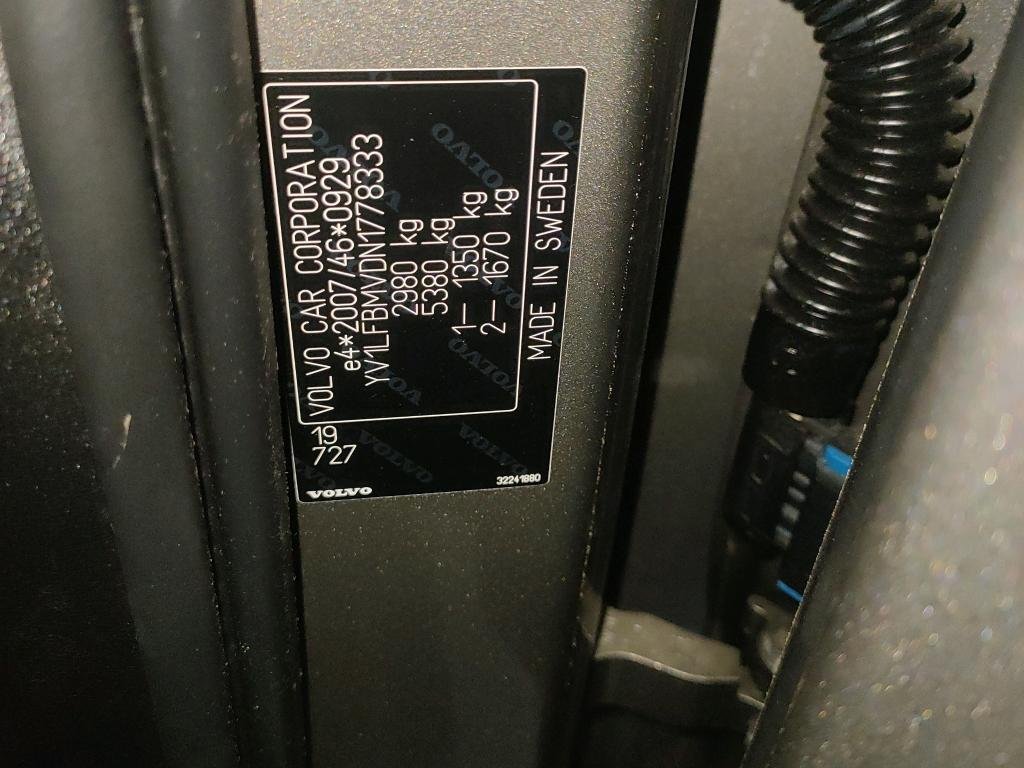 VOLVO CAR CORPORATION
e4*2007/46*0929
YV1LFBMVDN1778333
2980 kg
5380 kg
1– 1350 kg
2– 1670 kg
MADE IN SWEDEN
19
727
VOLVO
32241880